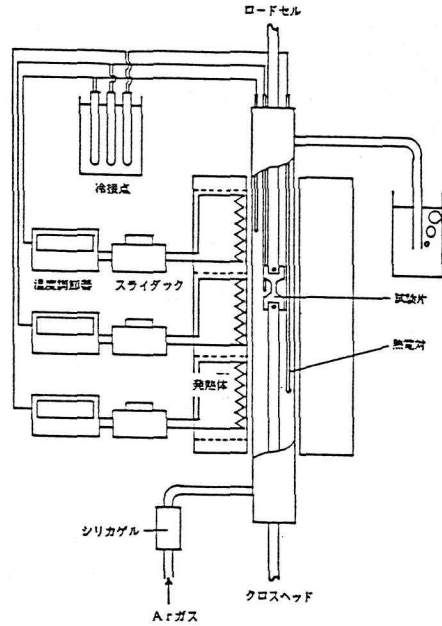 ロードセル
冷接点
温度調節器
スライダック
試験片
熱電対
発熱体
シリカゲル
Arガス
クロスヘッド